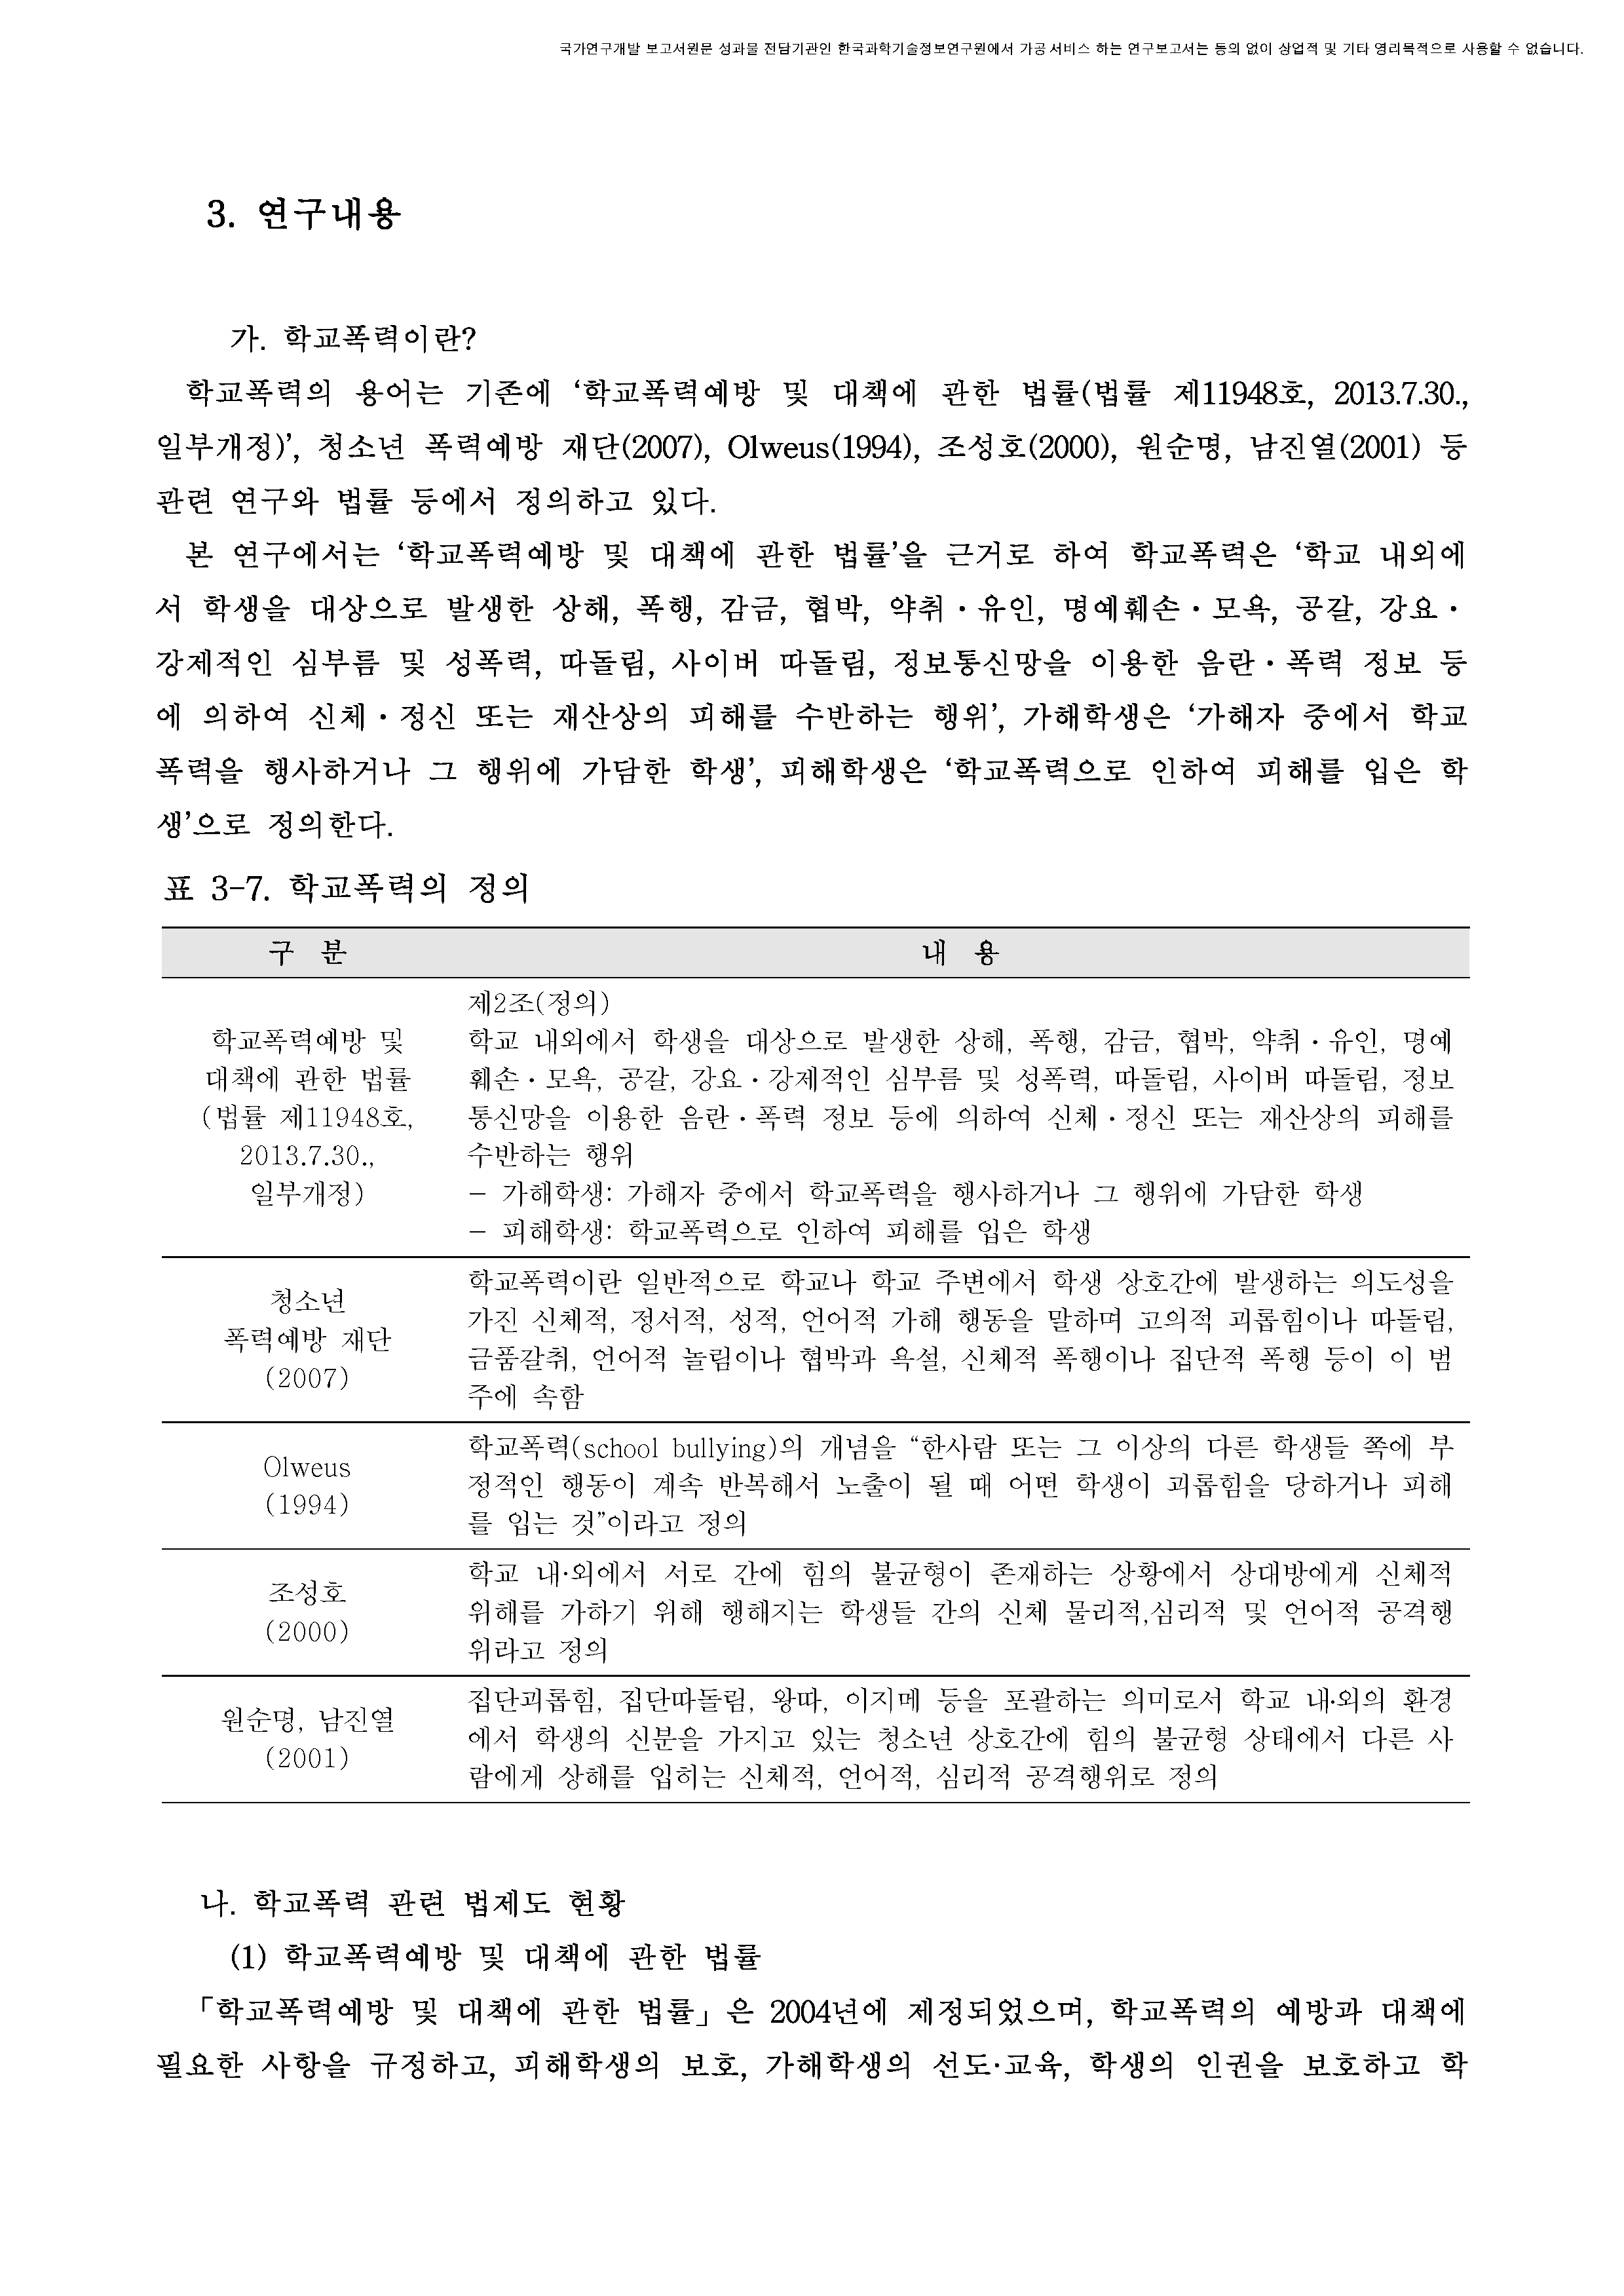 국가연구개발 보고서원문 성과물 전담기관인 한국과학기술정보연구원에서 가공·서비스 하는 연구보고서는 동의 없이 상업적 및 기타 영리목적으로 사용할 수 없습니다.
3. 연구내용
가. 학교폭력이란?
학교폭력의 용어는 기존에 ‘학교폭력예방 및 대책에 관한 법률(법률 제11948호, 2013.7.30.,
일부개정)’, 청소년 폭력예방 재단(2007), Olweus(1994), 조성호(2000), 원순명, 남진열(2001) 등
관련 연구와 법률 등에서 정의하고 있다.
본 연구에서는 ‘학교폭력예방 및 대책에 관한 법률’을 근거로 하여 학교폭력은 ‘학교 내외에
서 학생을 대상으로 발생한 상해, 폭행, 감금, 협박, 약취·유인, 명예훼손·모욕, 공갈, 강요·
강제적인 심부름 및 성폭력, 따돌림, 사이버 따돌림, 정보통신망을 이용한 음란·폭력 정보 등
에 의하여 신체·정신 또는 재산상의 피해를 수반하는 행위’, 가해학생은 ‘가해자 중에서 학교
폭력을 행사하거나 그 행위에 가담한 학생’, 피해학생은 ‘학교폭력으로 인하여 피해를 입은 학
생’으로 정의한다.
표 3-7. 학교폭력의 정의
구 분 내 용
학교폭력예방 및
대책에 관한 법률
(법률 제11948호,
2013.7.30.,
일부개정)
제2조(정의)
학교 내외에서 학생을 대상으로 발생한 상해, 폭행, 감금, 협박, 약취·유인, 명예
훼손·모욕, 공갈, 강요·강제적인 심부름 및 성폭력, 따돌림, 사이버 따돌림, 정보
통신망을 이용한 음란·폭력 정보 등에 의하여 신체·정신 또는 재산상의 피해를
수반하는 행위
- 가해학생: 가해자 중에서 학교폭력을 행사하거나 그 행위에 가담한 학생
- 피해학생: 학교폭력으로 인하여 피해를 입은 학생
청소년
폭력예방 재단
(2007)
학교폭력이란 일반적으로 학교나 학교 주변에서 학생 상호간에 발생하는 의도성을
가진 신체적, 정서적, 성적, 언어적 가해 행동을 말하며 고의적 괴롭힘이나 따돌림,
금품갈취, 언어적 놀림이나 협박과 욕설, 신체적 폭행이나 집단적 폭행 등이 이 범
주에 속함
Olweus
(1994)
학교폭력(school bullying)의 개념을 “한사람 또는 그 이상의 다른 학생들 쪽에 부
정적인 행동이 계속 반복해서 노출이 될 때 어떤 학생이 괴롭힘을 당하거나 피해
를 입는 것”이라고 정의
조성호
(2000)
학교 내·외에서 서로 간에 힘의 불균형이 존재하는 상황에서 상대방에게 신체적
위해를 가하기 위해 행해지는 학생들 간의 신체 물리적,심리적 및 언어적 공격행
위라고 정의
원순명, 남진열
(2001)
집단괴롭힘, 집단따돌림, 왕따, 이지메 등을 포괄하는 의미로서 학교 내·외의 환경
에서 학생의 신분을 가지고 있는 청소년 상호간에 힘의 불균형 상태에서 다른 사
람에게 상해를 입히는 신체적, 언어적, 심리적 공격행위로 정의
나. 학교폭력 관련 법제도 현황
(1) 학교폭력예방 및 대책에 관한 법률
「학교폭력예방 및 대책에 관한 법률」은 2004년에 제정되었으며, 학교폭력의 예방과 대책에
필요한 사항을 규정하고, 피해학생의 보호, 가해학생의 선도·교육, 학생의 인권을 보호하고 학